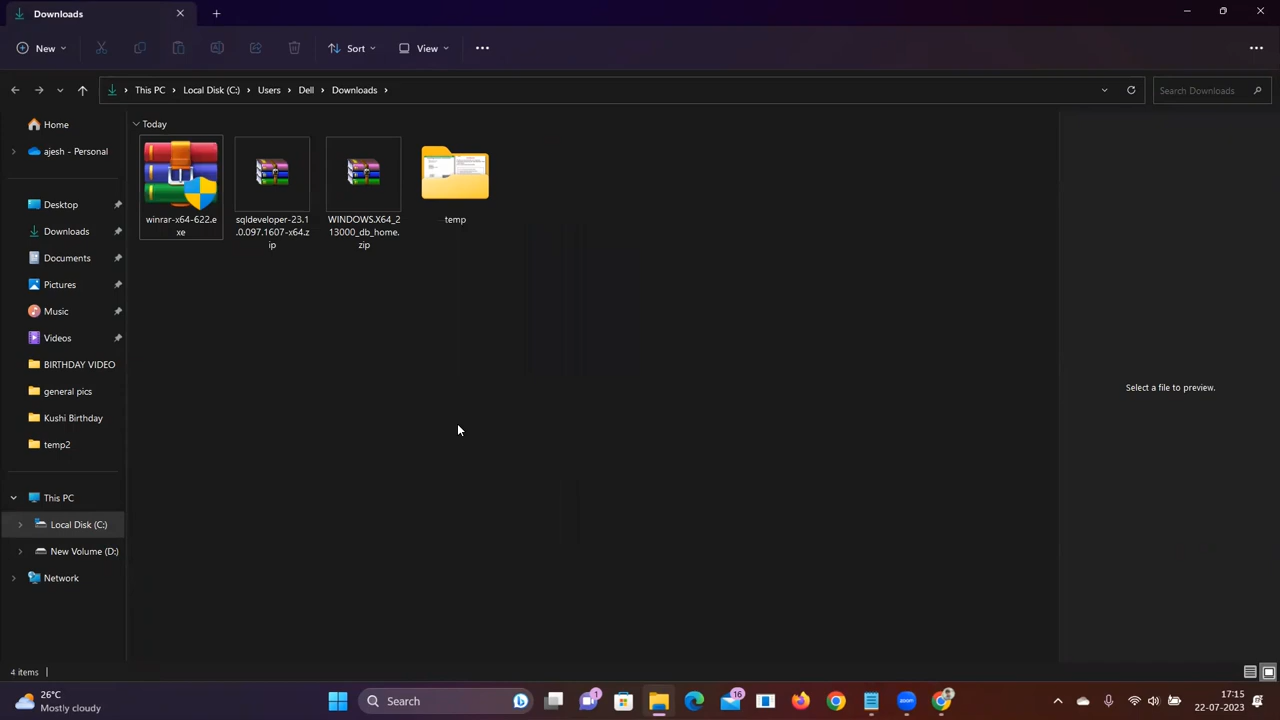 Downloads
New
Sort
View
This PC
Local Disk (C:)
Users
Dell
Downloads
Search Downloads
Home
ajesh - Personal
Desktop
Downloads
Documents
Pictures
Music
Videos
BIRTHDAY VIDEO
general pics
Kushi Birthday
temp2
This PC
Local Disk (C:)
New Volume (D:)
Network
Today
winrar-x64-622.e
xe
sqldeveloper-23.1
.0.097.1607-x64.z
ip
WINDOWS.X64_2
13000_db_home.
zip
temp
Select a file to preview.
4 items
26°C
Mostly cloudy
Search
1
16
zoom
17:15
22-07-2023